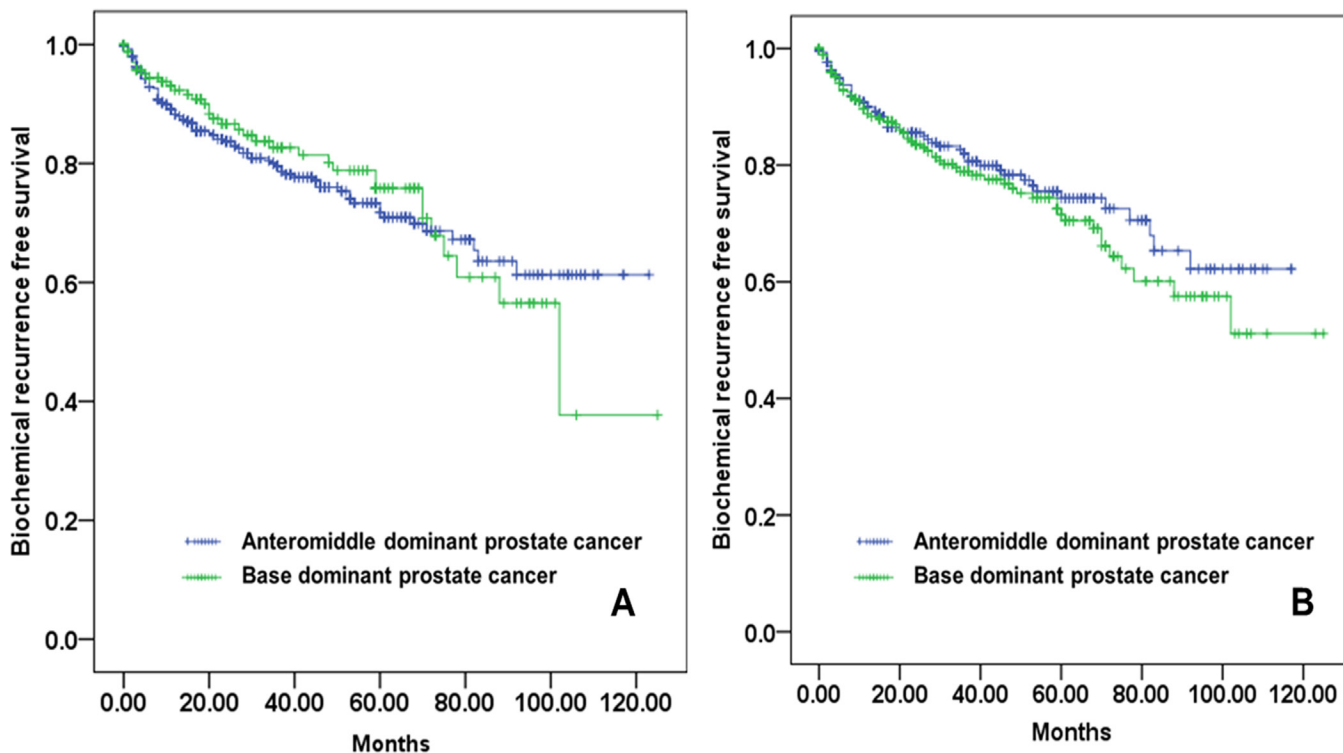 Biochemical recurrence free survival
1.0
0.8
0.6
0.4
0.2
0.0
Anteromiddle dominant prostate cancer
Base dominant prostate cancer
A
0.00 20.00 40.00 60.00 80.00 100.00 120.00
Months
Biochemical recurrence free survival
1.0
0.8
0.6
0.4
0.2
0.0
Anteromiddle dominant prostate cancer
Base dominant prostate cancer
B
0.00 20.00 40.00 60.00 80.00 100.00 120.00
Months